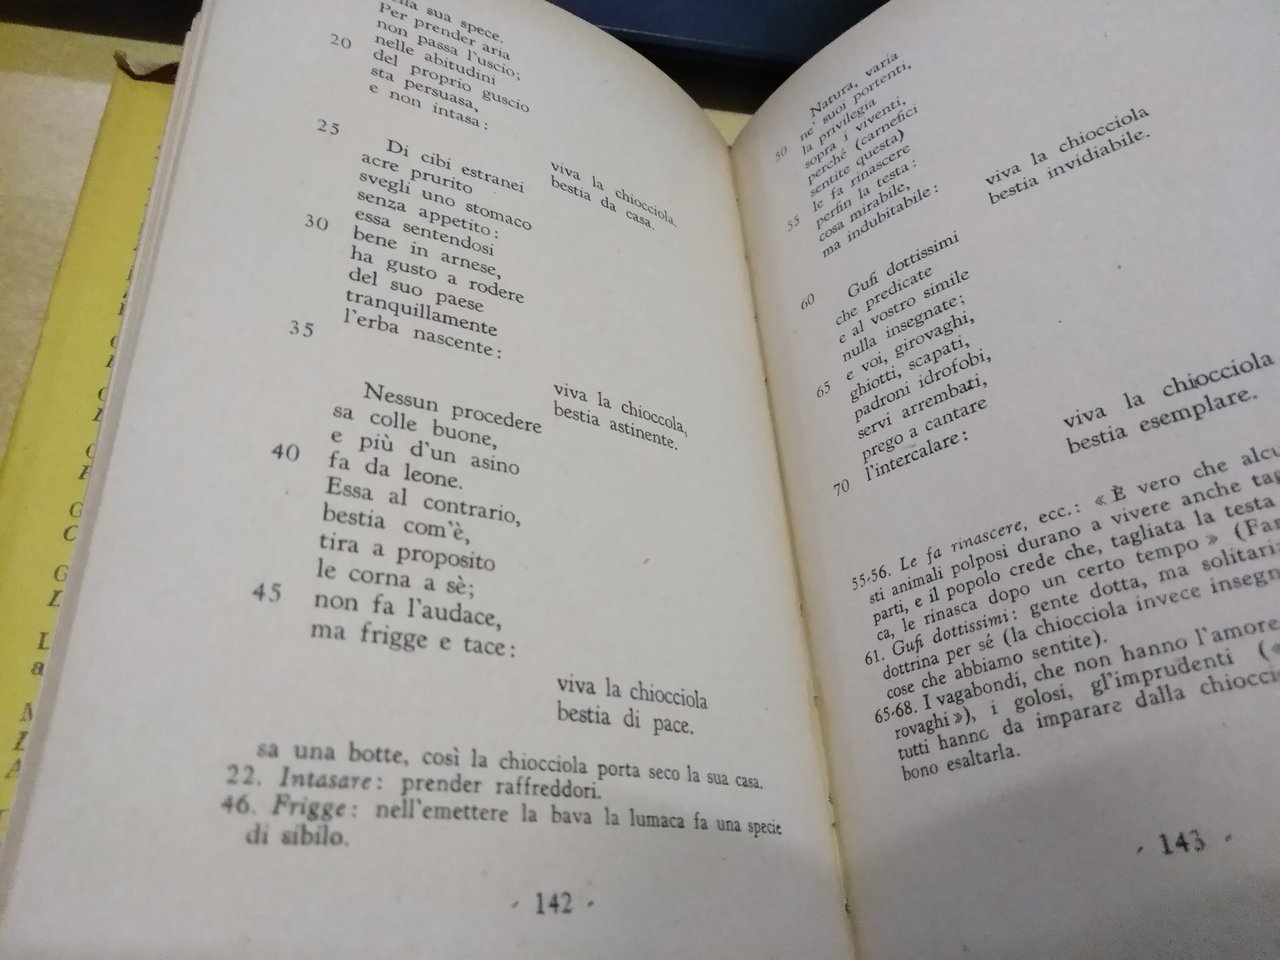 sua spece.
Per prender aria
non passa l'uscio;
20 nelle abitudini
del proprio guscio
sta persuasa,
e non intasa:
viva la chiocciola.
bestia da casa.
25 Di cibi estranei
acre prurito
svegli uno stomaco
senza appetito:
essa sentendosi
30 bene in arnese,
ha gusto a rodere
del suo paese
tranquillamente
l'erba nascente:
35 viva la chioccola,
bestia astinente.
Nessun procedere
sa colle buone,
e più d'un asino
40 fa da leone.
Essa al contrario,
bestia com'è,
tira a proposito
le corna a sè;
45 non fa l'audace,
ma frigge e tace:
viva la chiocciola
bestia di pace.
sa una botte, così la chiocciola porta seco la sua casa.
22. Intasare: prender raffreddori.
46. Frigge: nell'emettere la bava la lumaca fa una specie
di sibilo.
- 142 -
Natura, varia
50 ne' suoi portenti,
la privilegia
sopra i viventi,
perché (carnefici
sentite questa)
55 le fa rinascere
perfin la testa:
cosa mirabile,
ma indubitabile:
viva la chiocciola
60 bestia invidiabile.
Gufi dottissimi
che predicate
e al vostro simile
nulla insegnate;
65 e voi, girovaghi,
ghiotti, scapati,
padroni idrofobi,
servi arrembati,
prego a cantare
70 l'intercalare:
viva la chiocciola
bestia esemplare.
55-56. Le fa rinascere, ecc.: « È vero che alcu
sti animali polposi durano a vivere anche tag
parti, e il popolo crede che, tagliata la testa
ca, le rinasca dopo un certo tempo » (Fan
61. Gufi dottissimi: gente dotta, ma solitaria
dottrina per sé (la chiocciola invece insegn
cose che abbiamo sentite).
65-68. I vagabondi, che non hanno l'amore
rovaghi »), i golosi, gl'imprudenti («
tutti hanno da imparare dalla chiocci
bono esaltarla.
- 143 -